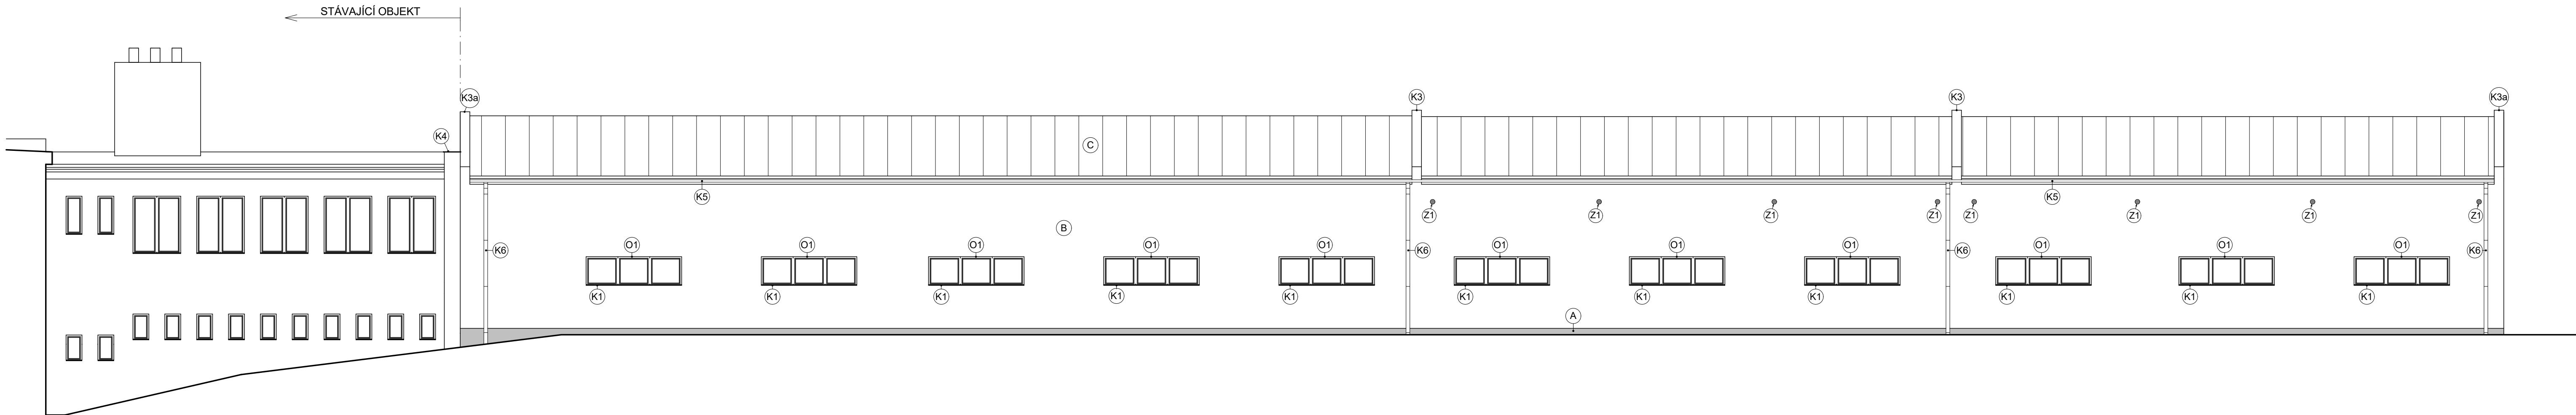 STÁVAJÍCÍ OBJEKT
K3a K3 K3 K3a
K4
C
K5 K5
Z1 Z1 Z1 Z1 Z1 Z1 Z1 Z1
B
O1 O1 O1 O1 O1 O1 O1 O1 O1 O1 O1
K6 K6 K6 K6
K1 K1 K1 K1 K1 K1 K1 K1 K1 K1 K1
A